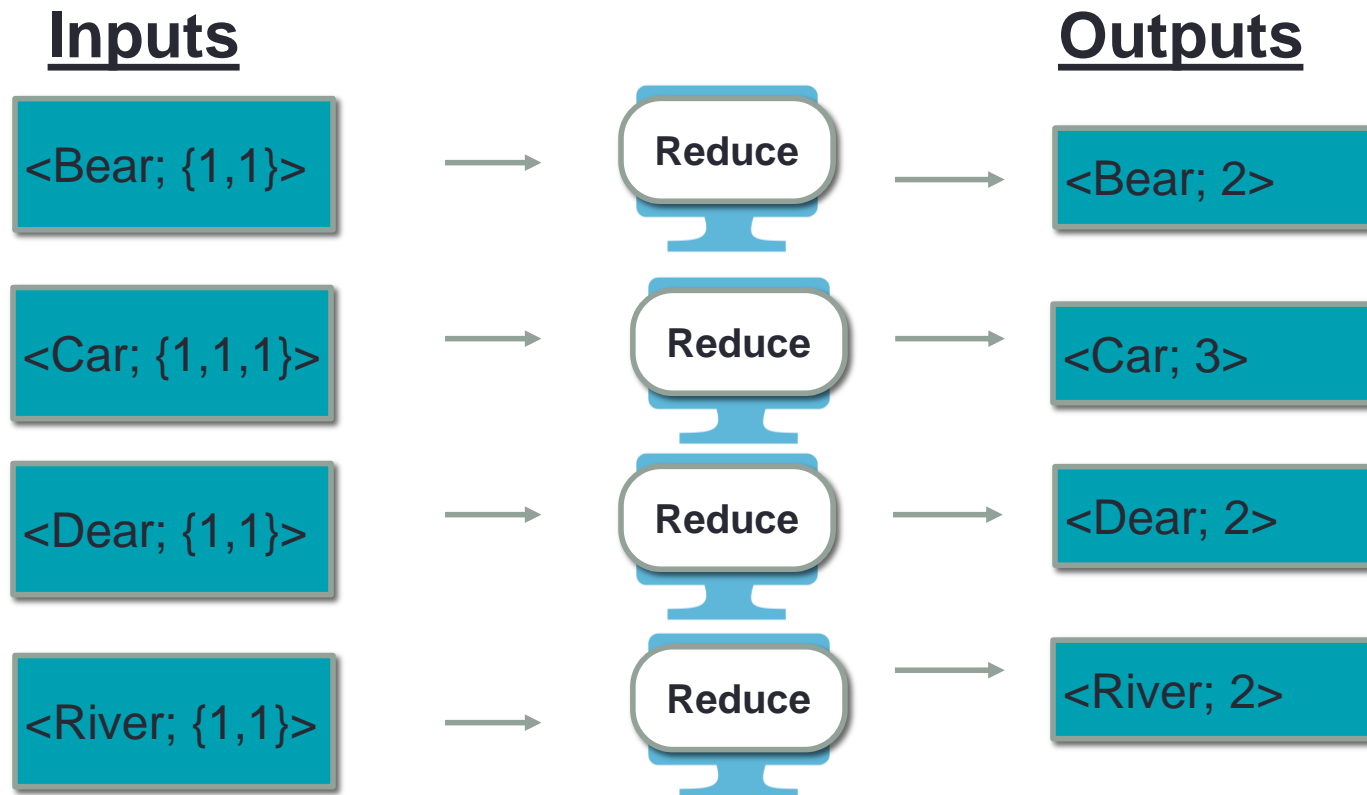 Inputs
Outputs
<Bear; {1,1}>
Reduce
<Bear; 2>
<Car; {1,1,1}>
Reduce
<Car; 3>
<Dear; {1,1}>
Reduce
<Dear; 2>
<River; {1,1}>
Reduce
<River; 2>